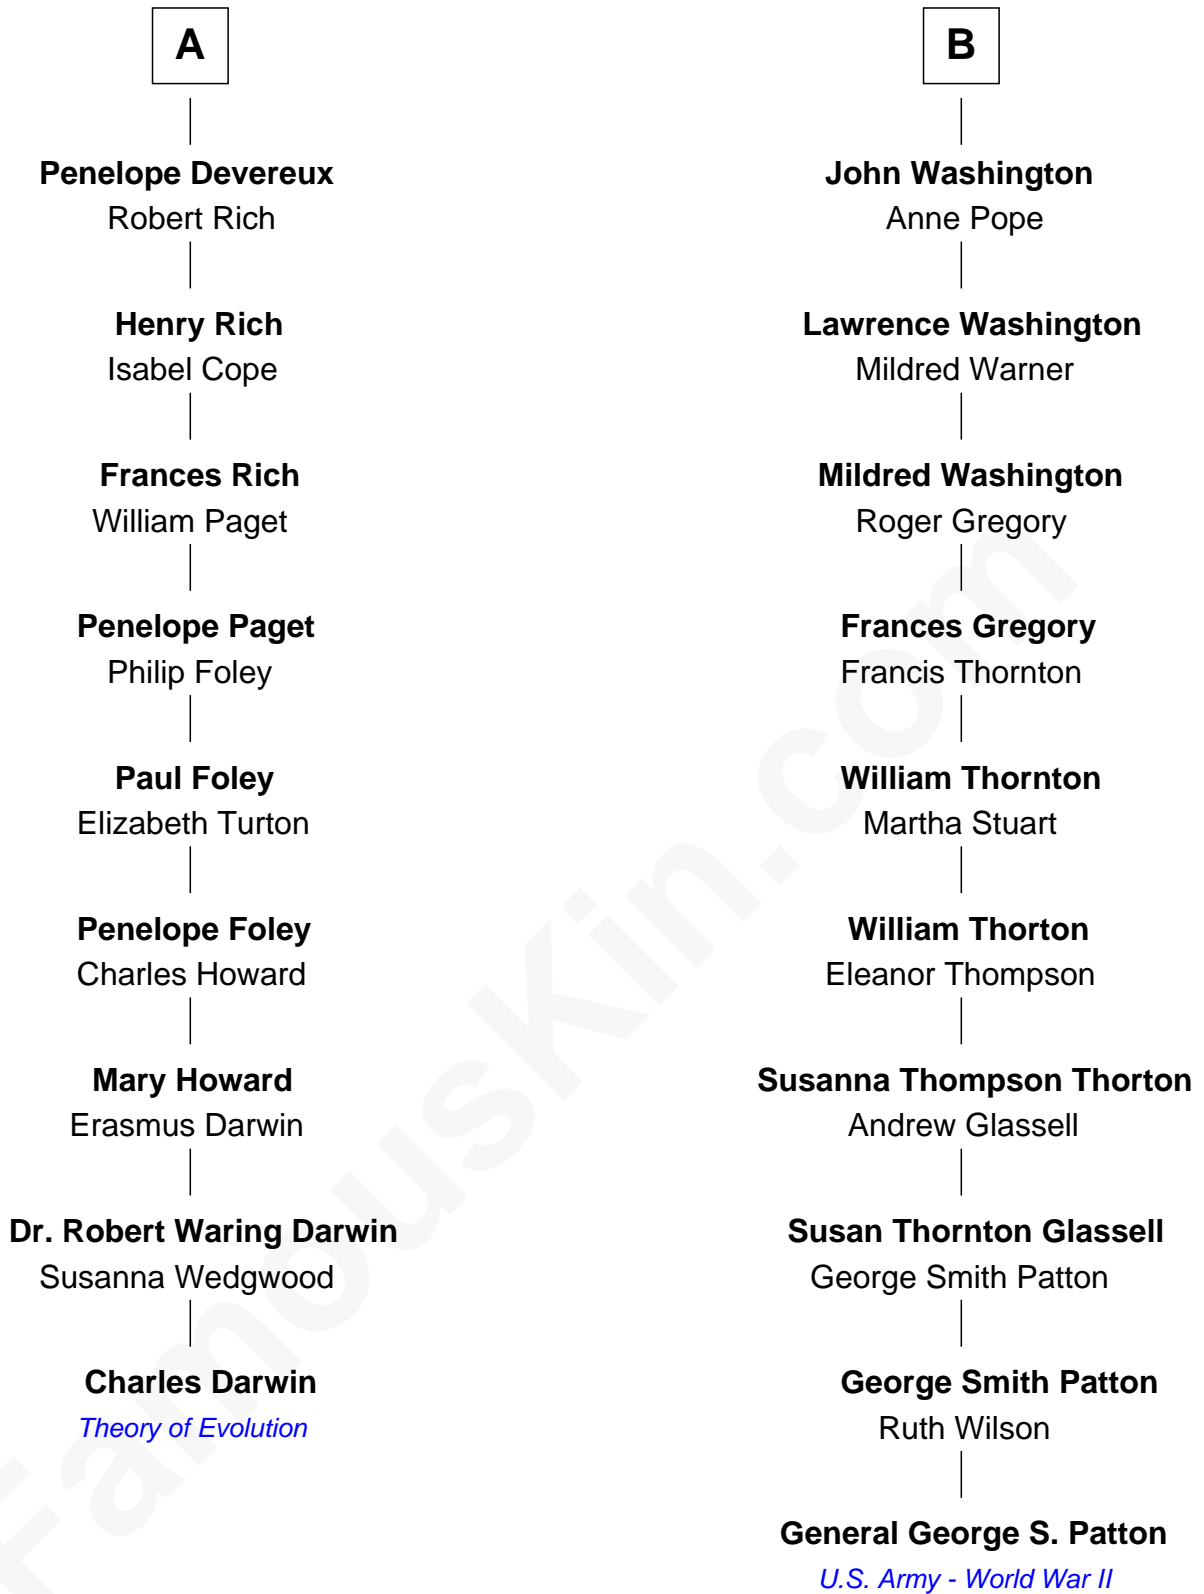 A
Penelope Devereux
Robert Rich
Henry Rich
Isabel Cope
Frances Rich
William Paget
Penelope Paget
Philip Foley
Paul Foley
Elizabeth Turton
Penelope Foley
Charles Howard
Mary Howard
Erasmus Darwin
Dr. Robert Waring Darwin
Susanna Wedgwood
Charles Darwin
Theory of Evolution
B
John Washington
Anne Pope
Lawrence Washington
Mildred Warner
Mildred Washington
Roger Gregory
Frances Gregory
Francis Thornton
William Thornton
Martha Stuart
William Thorton
Eleanor Thompson
Susanna Thompson Thorton
Andrew Glassell
Susan Thornton Glassell
George Smith Patton
George Smith Patton
Ruth Wilson
General George S. Patton
U.S. Army - World War II
FamousKin.com